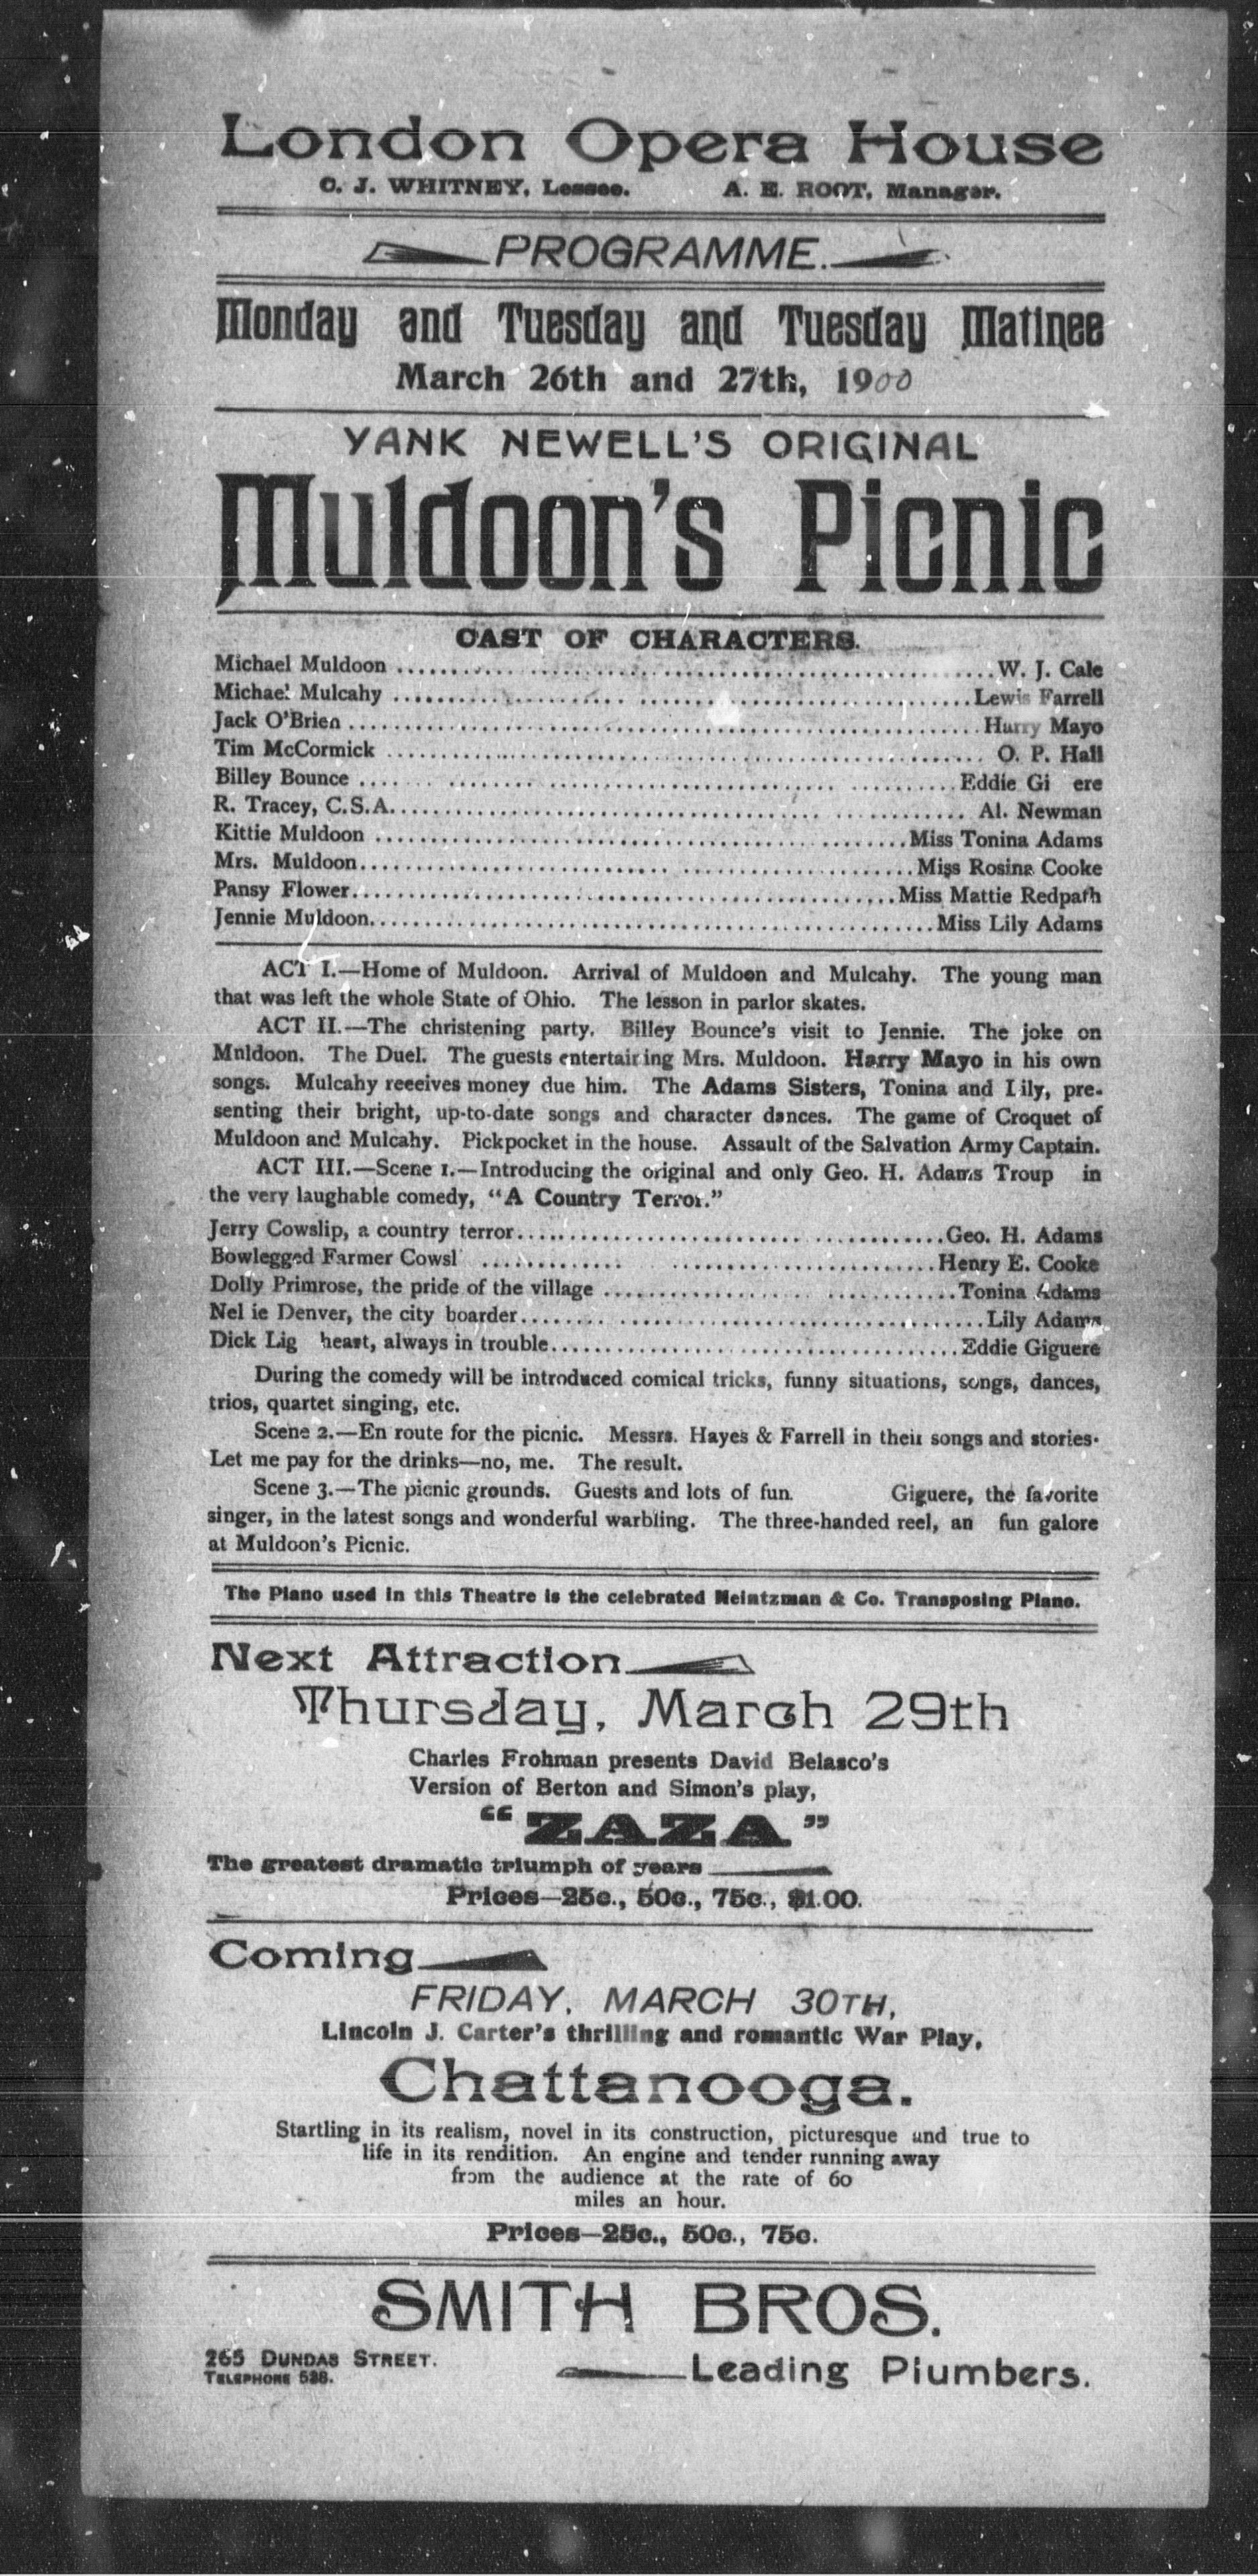 London Opera House
C. J. WHITNEY, Lessee. A. E. ROOT, Manager.
PROGRAMME.
Monday and Tuesday and Tuesday Matinee
March 26th and 27th, 1900
YANK NEWELL'S ORIGINAL
Muldoon's Picnic
CAST OF CHARACTERS.
Michael Muldoon ........ W. J. Cale
Michael Mulcahy ........ Lewis Farrell
Jack O'Brien ........ Harry Mayo
Tim McCormick ........ O. P. Hall
Billey Bounce ........ Eddie Gi ere
R. Tracey, C.S.A. ........ Al. Newman
Kittie Muldoon ........ Miss Tonina Adams
Mrs. Muldoon ........ Miss Rosina Cooke
Pansy Flower ........ Miss Mattie Redpath
Jennie Muldoon ........ Miss Lily Adams
ACT I.—Home of Muldoon. Arrival of Muldoon and Mulcahy. The young man
that was left the whole State of Ohio. The lesson in parlor skates.
ACT II.—The christening party. Billey Bounce's visit to Jennie. The joke on
Mnldoon. The Duel. The guests entertairing Mrs. Muldoon. Harry Mayo in his own
songs. Mulcahy reeeives money due him. The Adams Sisters, Tonina and Lily, pre-
senting their bright, up-to-date songs and character dances. The game of Croquet of
Muldoon and Mulcahy. Pickpocket in the house. Assault of the Salvation Army Captain.
ACT III.—Scene 1.—Introducing the original and only Geo. H. Adams Troup in
the very laughable comedy, "A Country Terror."
Jerry Cowslip, a country terror ........ Geo. H. Adams
Bowlegged Farmer Cowsl ........ Henry E. Cooke
Dolly Primrose, the pride of the village ........ Tonina Adams
Nel ie Denver, the city boarder ........ Lily Adams
Dick Lig heart, always in trouble ........ Eddie Giguere
During the comedy will be introduced comical tricks, funny situations, songs, dances,
trios, quartet singing, etc.
Scene 2.—En route for the picnic. Messrs. Hayes & Farrell in their songs and stories.
Let me pay for the drinks—no, me. The result.
Scene 3.—The picnic grounds. Guests and lots of fun. Giguere, the favorite
singer, in the latest songs and wonderful warbling. The three-handed reel, an fun galore
at Muldoon's Picnic.
The Piano used in this Theatre is the celebrated Heintzman & Co. Transposing Piano.
Next Attraction
Thursday, March 29th
Charles Frohman presents David Belasco's
Version of Berton and Simon's play,
"ZAZA"
The greatest dramatic triumph of years
Prices—25c., 50c., 75c., $1.00.
Coming
FRIDAY, MARCH 30TH,
Lincoln J. Carter's thrilling and romantic War Play,
Chattanooga.
Startling in its realism, novel in its construction, picturesque and true to
life in its rendition. An engine and tender running away
from the audience at the rate of 60
miles an hour.
Prices—25c., 50c., 75c.
SMITH BROS.
265 DUNDAS STREET.
TELEPHONE 538.
Leading Plumbers.